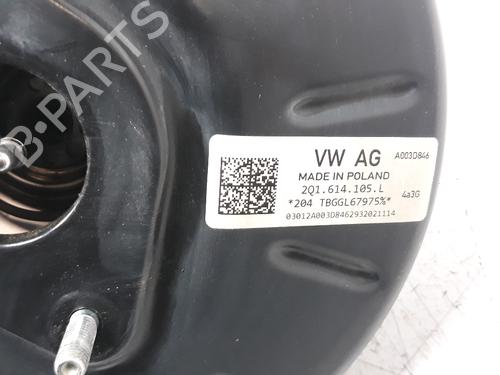 B-PARTS
VW AG A003D846
MADE IN POLAND
2Q1.614.105.L
*204 TBGGL67975%* 4a3G
03012A003D8462932021114